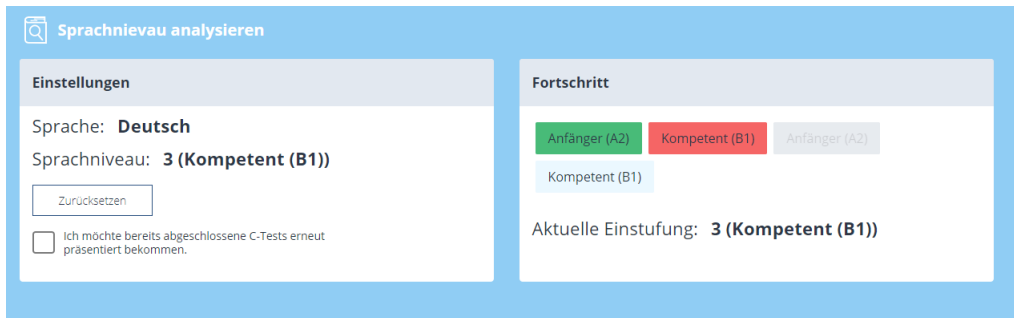 Sprachnievau analysieren
Einstellungen
Sprache: Deutsch
Sprachniveau: 3 (Kompetent (B1))
Zurücksetzen
Ich möchte bereits abgeschlossene C-Tests erneut
präsentiert bekommen.
Fortschritt
Anfänger (A2) Kompetent (B1) Anfänger (A2)
Kompetent (B1)
Aktuelle Einstufung: 3 (Kompetent (B1))